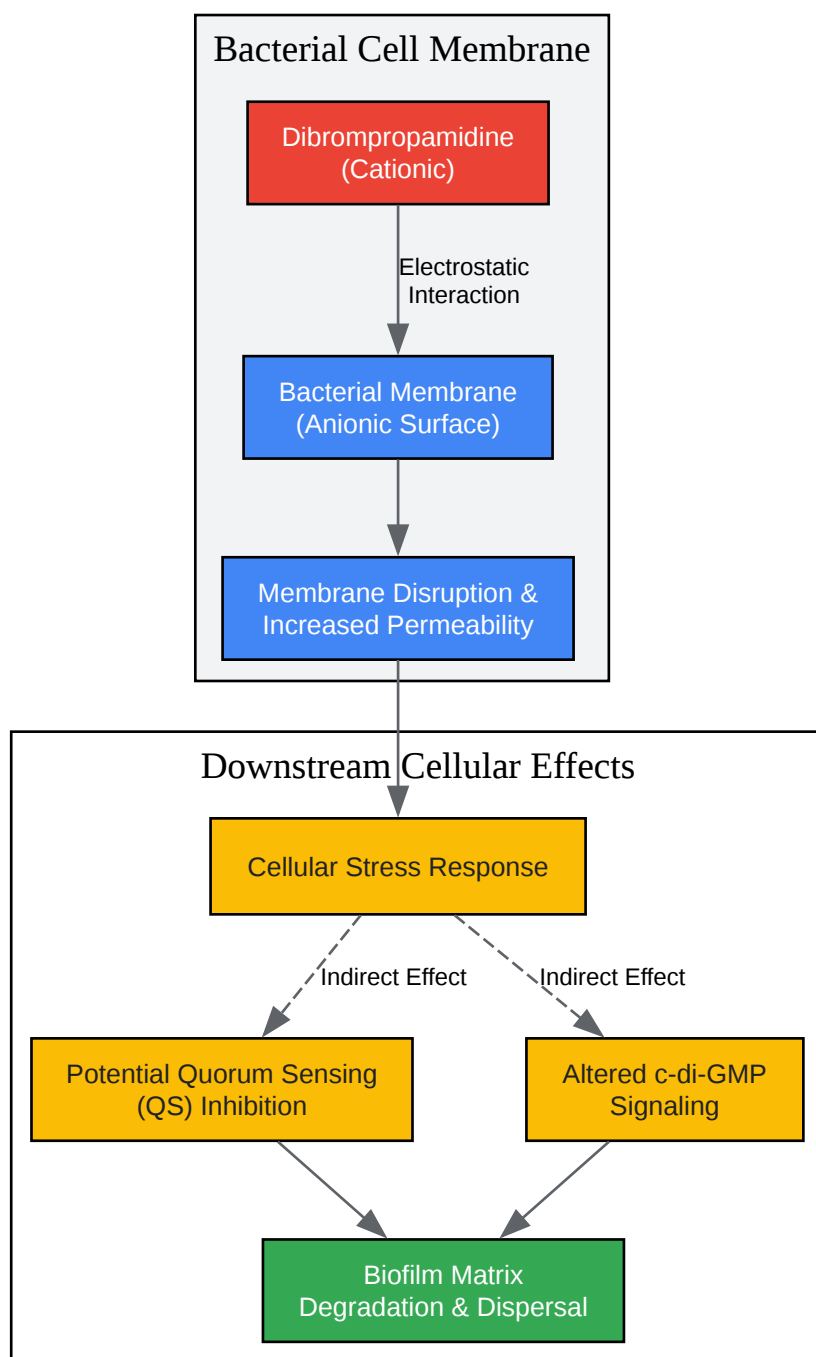 Bacterial Cell Membrane
Dibrompropamidine
(Cationic)
Electrostatic
Interaction
Bacterial Membrane
(Anionic Surface)
Membrane Disruption &
Increased Permeability
Downstream Cellular Effects
Cellular Stress Response
Indirect Effect
Indirect Effect
Potential Quorum Sensing
(QS) Inhibition
Altered c-di-GMP
Signaling
Biofilm Matrix
Degradation & Dispersal